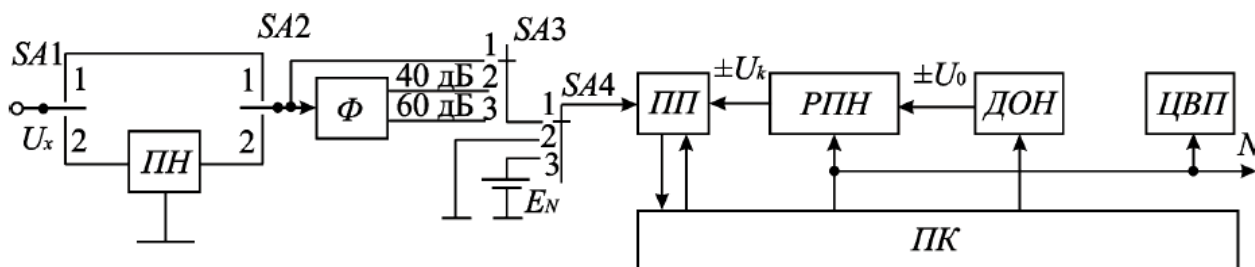 SA1
SA2
SA3
SA4
1
1
1
2
3
40 дБ
60 дБ
Ф
1
2
3
ПП
±U_k
РПН
±U_0
ДОН
ЦВП
N
U_x
2
ПН
2
E_N
ПК